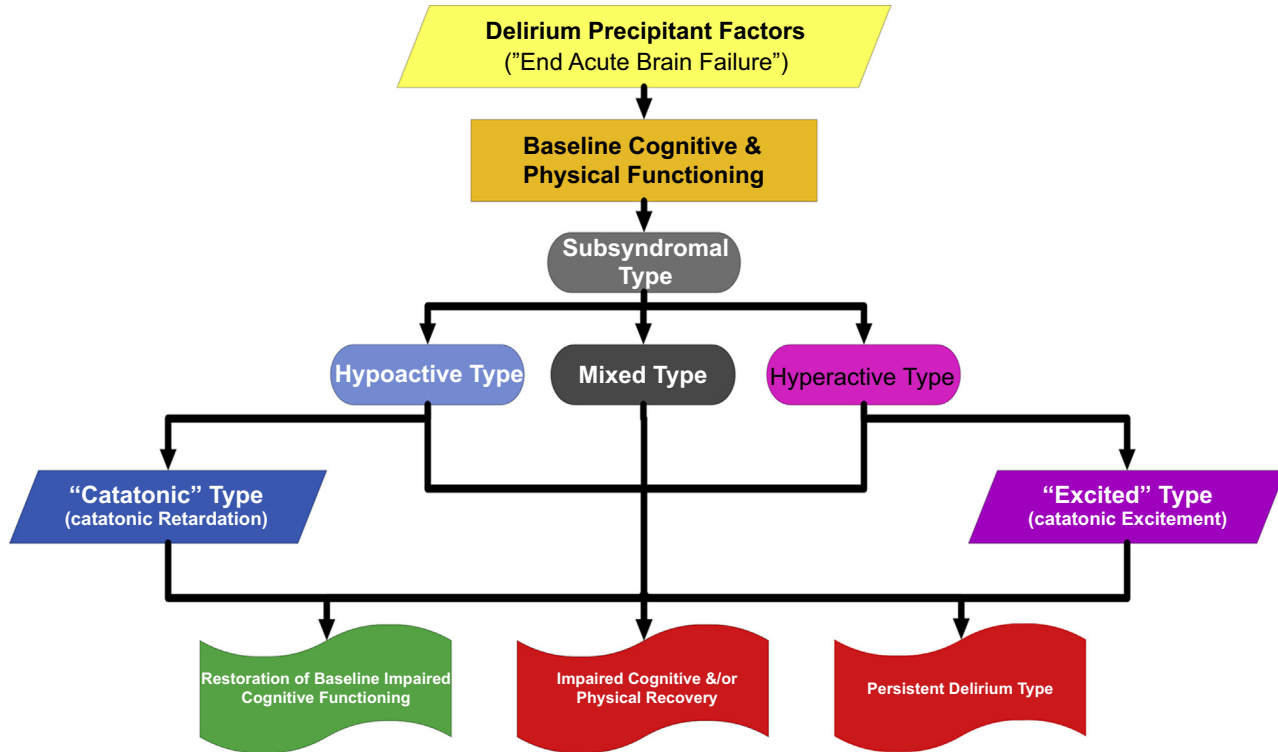 Delirium Precipitant Factors
("End Acute Brain Failure")
Baseline Cognitive &
Physical Functioning
Subsyndromal
Type
Hypoactive Type
Mixed Type
Hyperactive Type
“Catatonic” Type
(catatonic Retardation)
“Excited” Type
(catatonic Excitement)
Restoration of Baseline Impaired
Cognitive Functioning
Impaired Cognitive &/or
Physical Recovery
Persistent Delirium Type